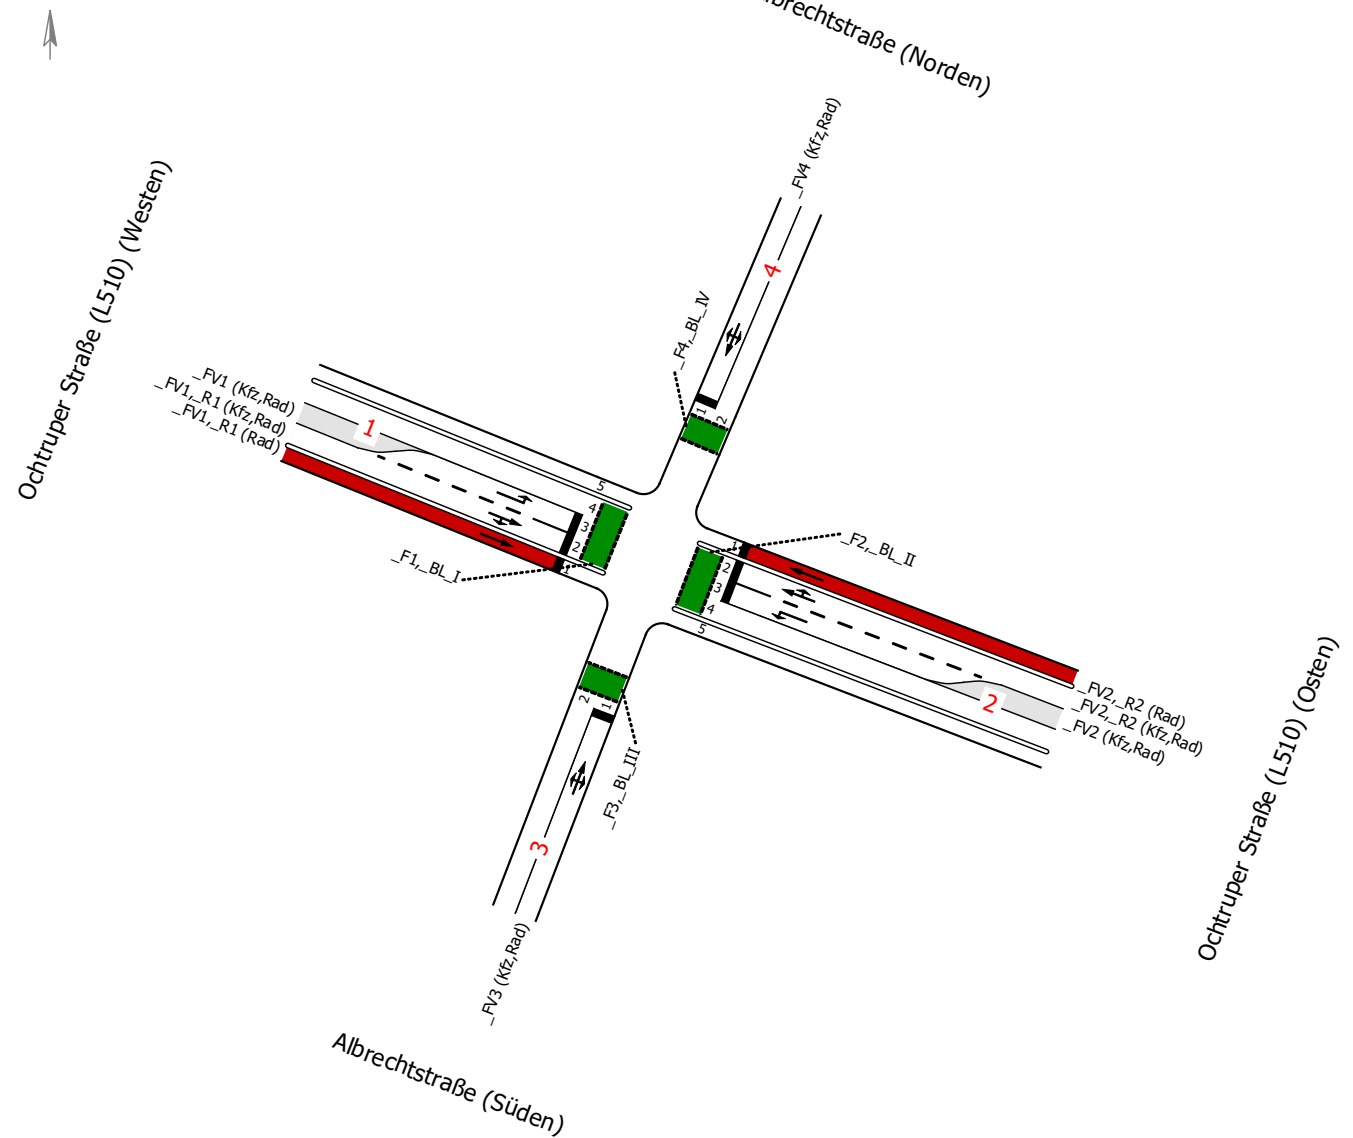 lbrechtstraße (Norden)
_FV4 (Kfz,Rad)
Ochtruper Straße (L510) (Westen)
4
_F4,_BL_IV
_FV1 (Kfz,Rad)
_FV1,_R1 (Kfz,Rad)
_FV1,_R1 (Rad)
1
1
2
5
4
3
2
1
_F1,_BL_I
_F2,_BL_II
1
2
3
4
5
2
_FV2,_R2 (Rad)
_FV2,_R2 (Kfz,Rad)
_FV2 (Kfz,Rad)
Ochtruper Straße (L510) (Osten)
2
1
_F3,_BL_III
3
_FV3 (Kfz,Rad)
Albrechtstraße (Süden)